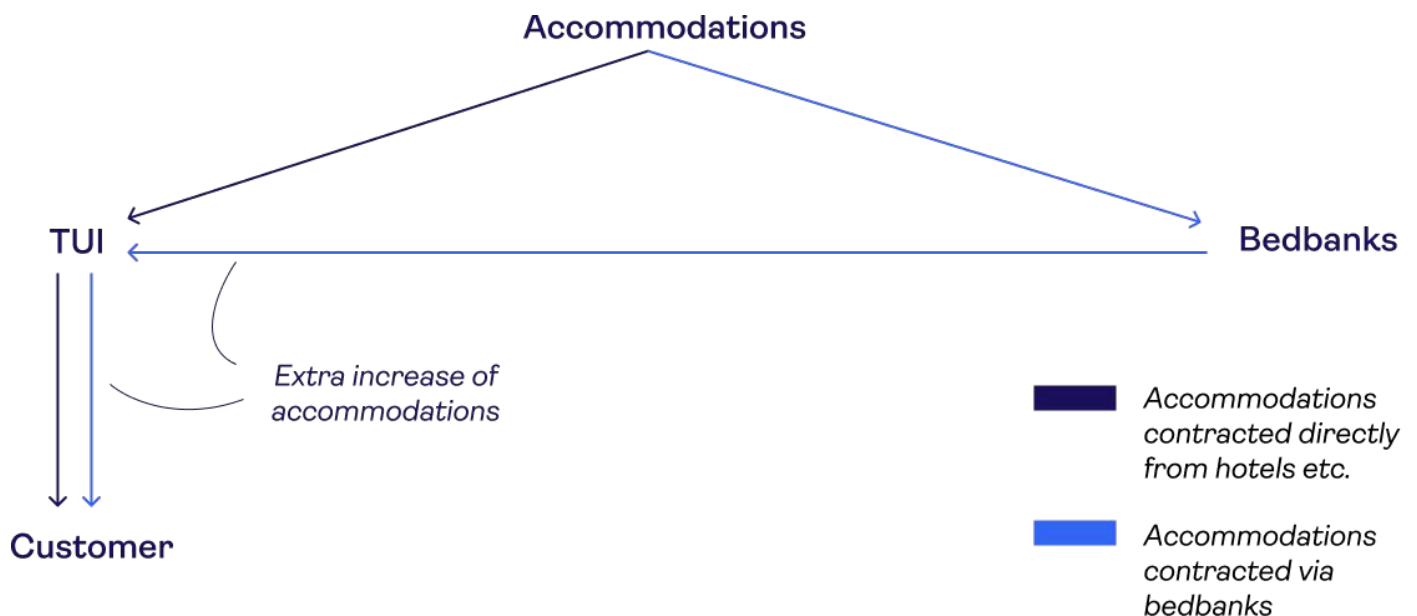 Accommodations
TUI
Bedbanks
Extra increase of
accommodations
Customer
Accommodations
contracted directly
from hotels etc.
Accommodations
contracted via
bedbanks